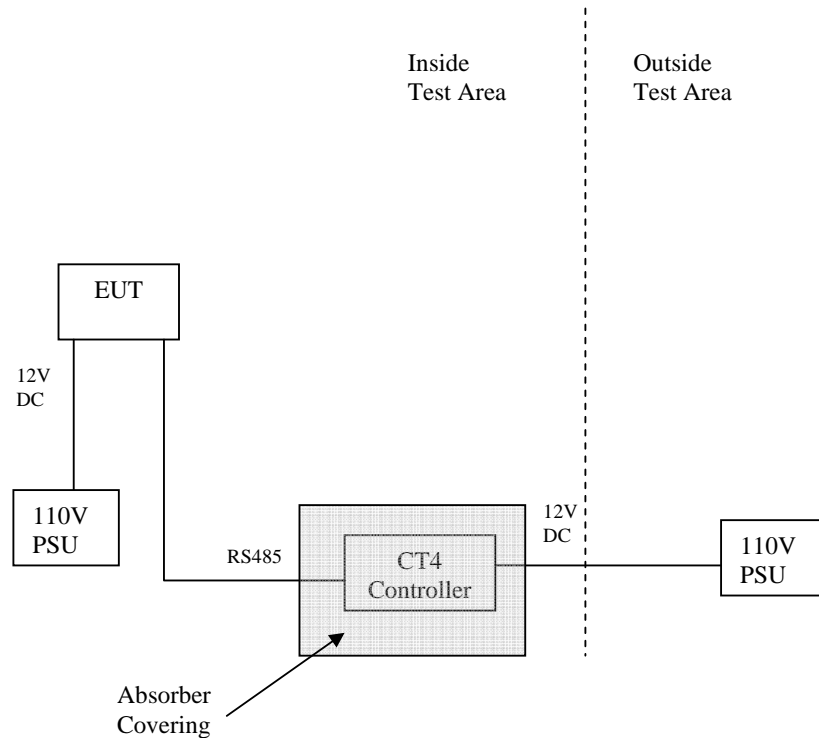 Inside
Test Area
Outside
Test Area
EUT
12V
DC
110V
PSU
RS485
CT4
Controller
12V
DC
110V
PSU
Absorber
Covering